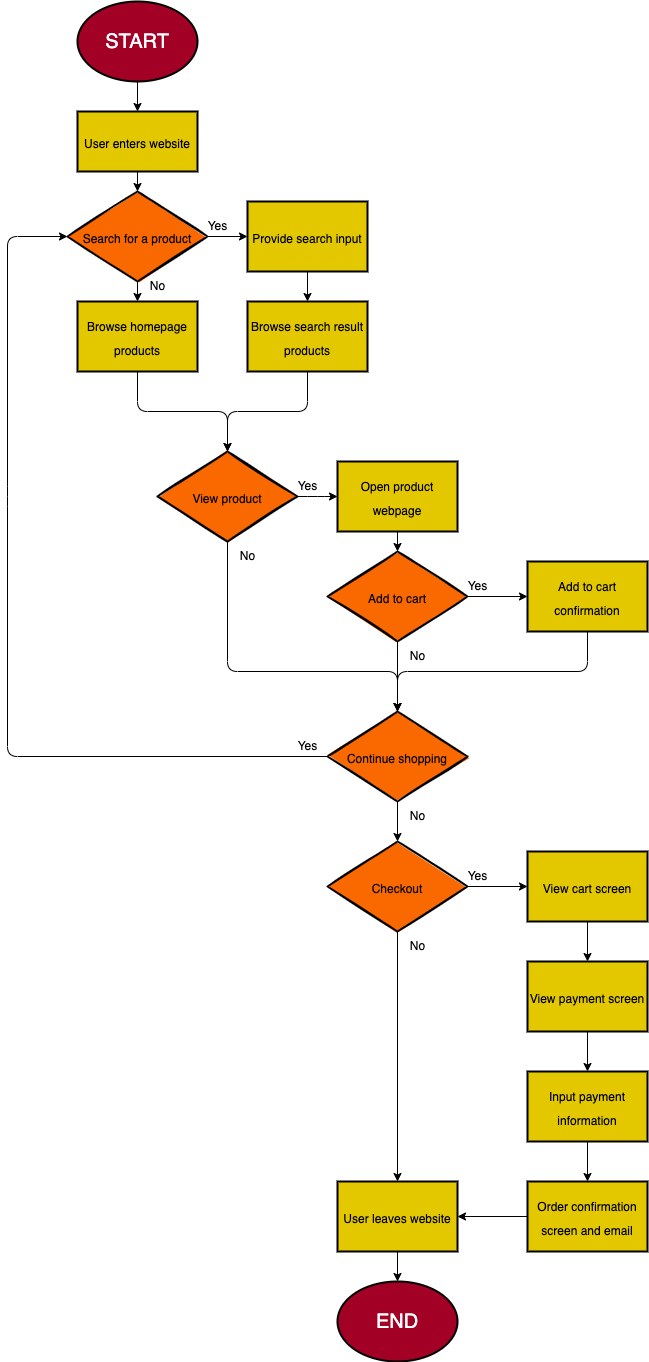 START
User enters website
Search for a product
Yes
Provide search input
No
Browse homepage
products
Browse search result
products
View product
Yes
Open product
webpage
No
Add to cart
Yes
Add to cart
confirmation
No
Continue shopping
Yes
No
Checkout
Yes
View cart screen
No
View payment screen
Input payment
information
Order confirmation
screen and email
User leaves website
END